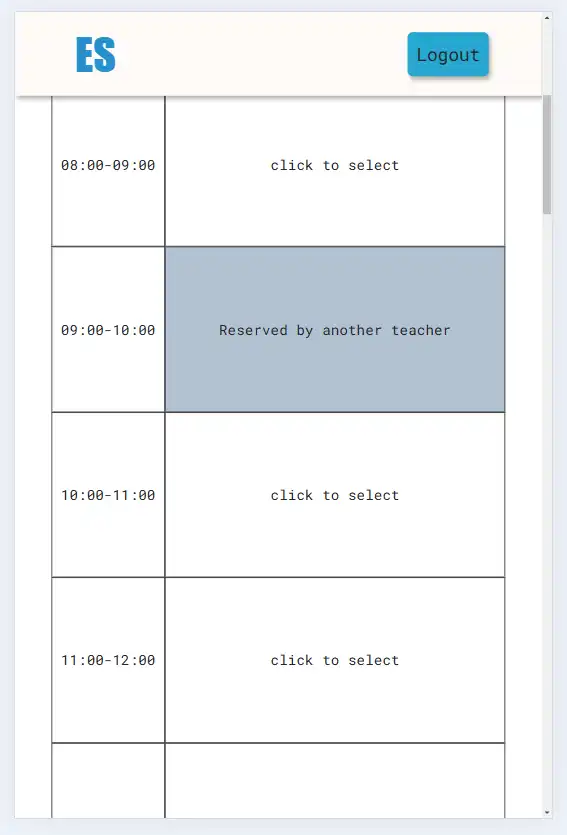 ES
Logout
08:00-09:00 click to select
09:00-10:00 Reserved by another teacher
10:00-11:00 click to select
11:00-12:00 click to select